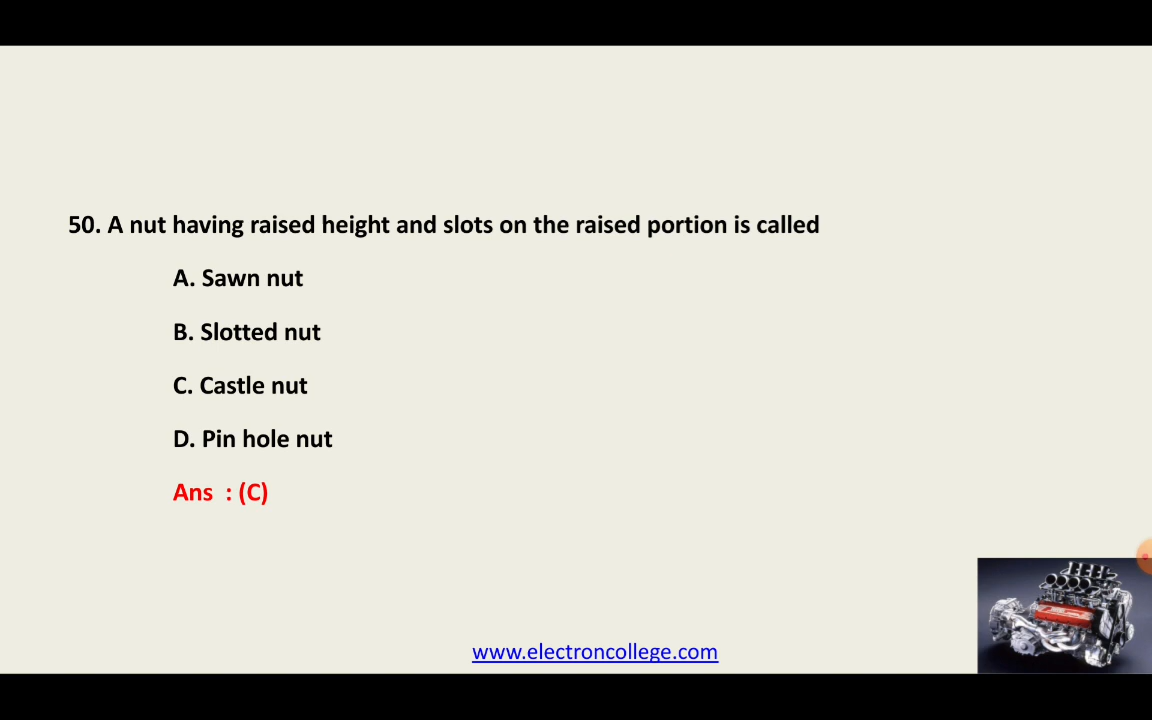 50. A nut having raised height and slots on the raised portion is called
A. Sawn nut
B. Slotted nut
C. Castle nut
D. Pin hole nut
Ans : (C)
www.electroncollege.com